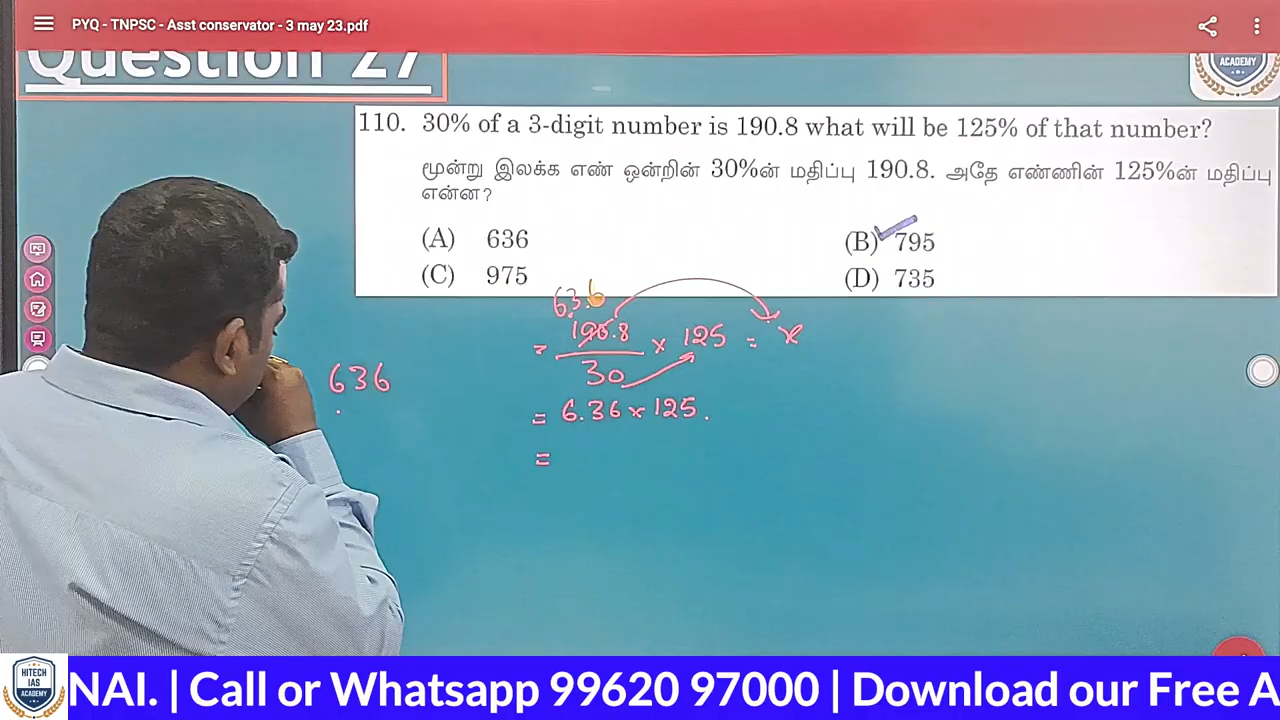 PYQ - TNPSC - Asst conservator - 3 may 23.pdf
Question 27
ACADEMY
110. 30% of a 3-digit number is 190.8 what will be 125% of that number?
மூன்று இலக்க எண் ஒன்றின் 30%ன் மதிப்பு 190.8. அதே எண்ணின் 125%ன் மதிப்பு
என்ன?
(A) 636
(B) 795
(C) 975
(D) 735
63.6
= 190.8 / 30 × 125 = x
636
= 6.36 × 125.
=
HITECH
IAS
ACADEMY
NAI. | Call or Whatsapp 99620 97000 | Download our Free A